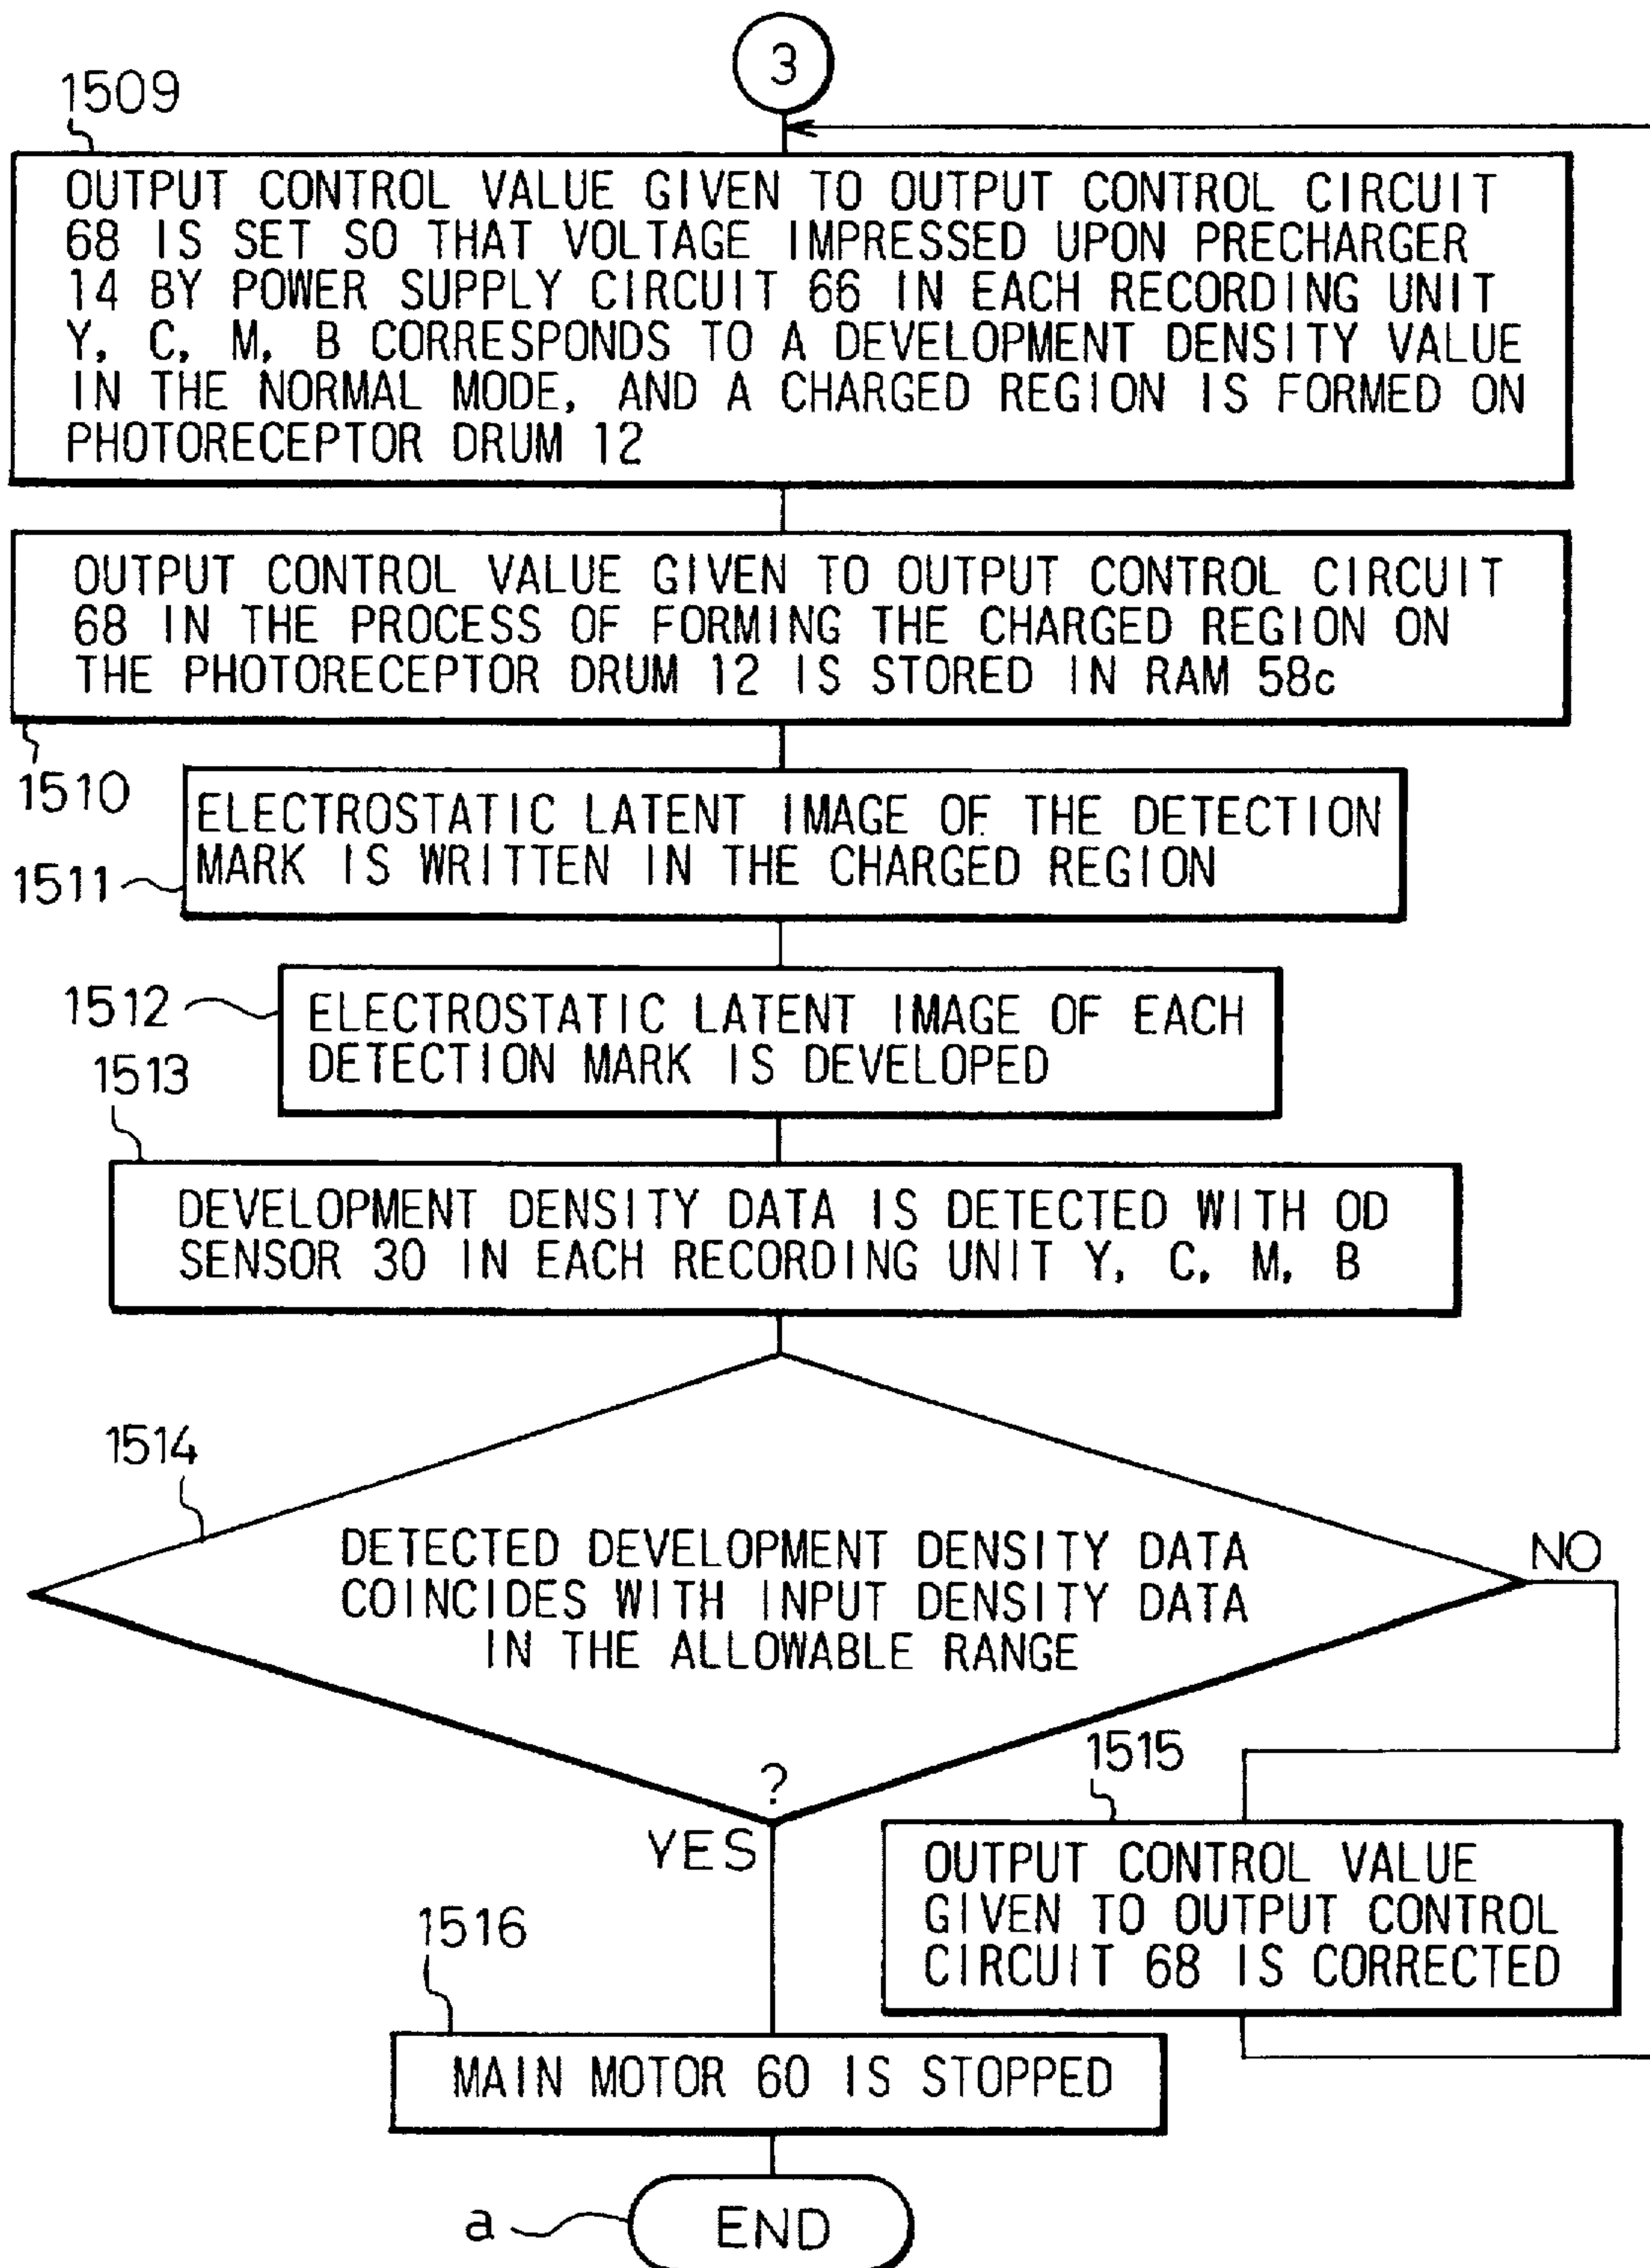 3
1509
OUTPUT CONTROL VALUE GIVEN TO OUTPUT CONTROL CIRCUIT
68 IS SET SO THAT VOLTAGE IMPRESSED UPON PRECHARGER
14 BY POWER SUPPLY CIRCUIT 66 IN EACH RECORDING UNIT
Y, C, M, B CORRESPONDS TO A DEVELOPMENT DENSITY VALUE
IN THE NORMAL MODE, AND A CHARGED REGION IS FORMED ON
PHOTORECEPTOR DRUM 12
OUTPUT CONTROL VALUE GIVEN TO OUTPUT CONTROL CIRCUIT
68 IN THE PROCESS OF FORMING THE CHARGED REGION ON
THE PHOTORECEPTOR DRUM 12 IS STORED IN RAM 58c
1510
ELECTROSTATIC LATENT IMAGE OF THE DETECTION
MARK IS WRITTEN IN THE CHARGED REGION
1511
1512
ELECTROSTATIC LATENT IMAGE OF EACH
DETECTION MARK IS DEVELOPED
1513
DEVELOPMENT DENSITY DATA IS DETECTED WITH OD
SENSOR 30 IN EACH RECORDING UNIT Y, C, M, B
1514
DETECTED DEVELOPMENT DENSITY DATA
COINCIDES WITH INPUT DENSITY DATA
IN THE ALLOWABLE RANGE
?
NO
YES
1515
OUTPUT CONTROL VALUE
GIVEN TO OUTPUT CONTROL
CIRCUIT 68 IS CORRECTED
1516
MAIN MOTOR 60 IS STOPPED
a
END